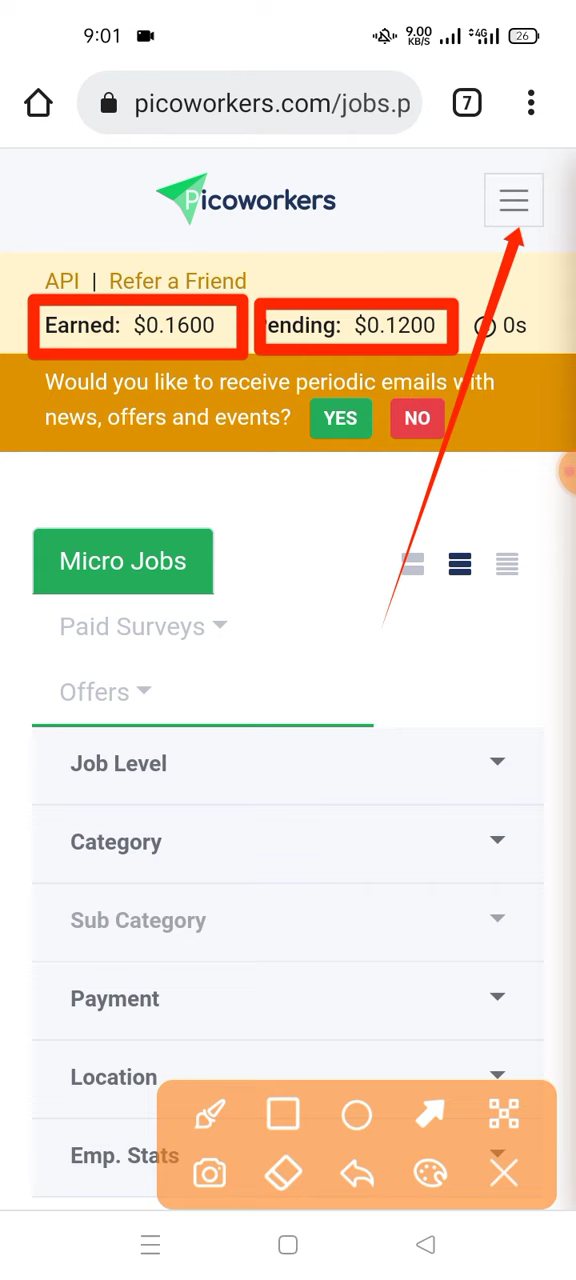 9:01 9.00 KB/S 4G 26
picoworkers.com/jobs.p 7
Picoworkers
API | Refer a Friend
Earned: $0.1600 ending: $0.1200 0s
Would you like to receive periodic emails with
news, offers and events? YES NO
Micro Jobs
Paid Surveys
Offers
Job Level
Category
Sub Category
Payment
Location
Emp. Stats